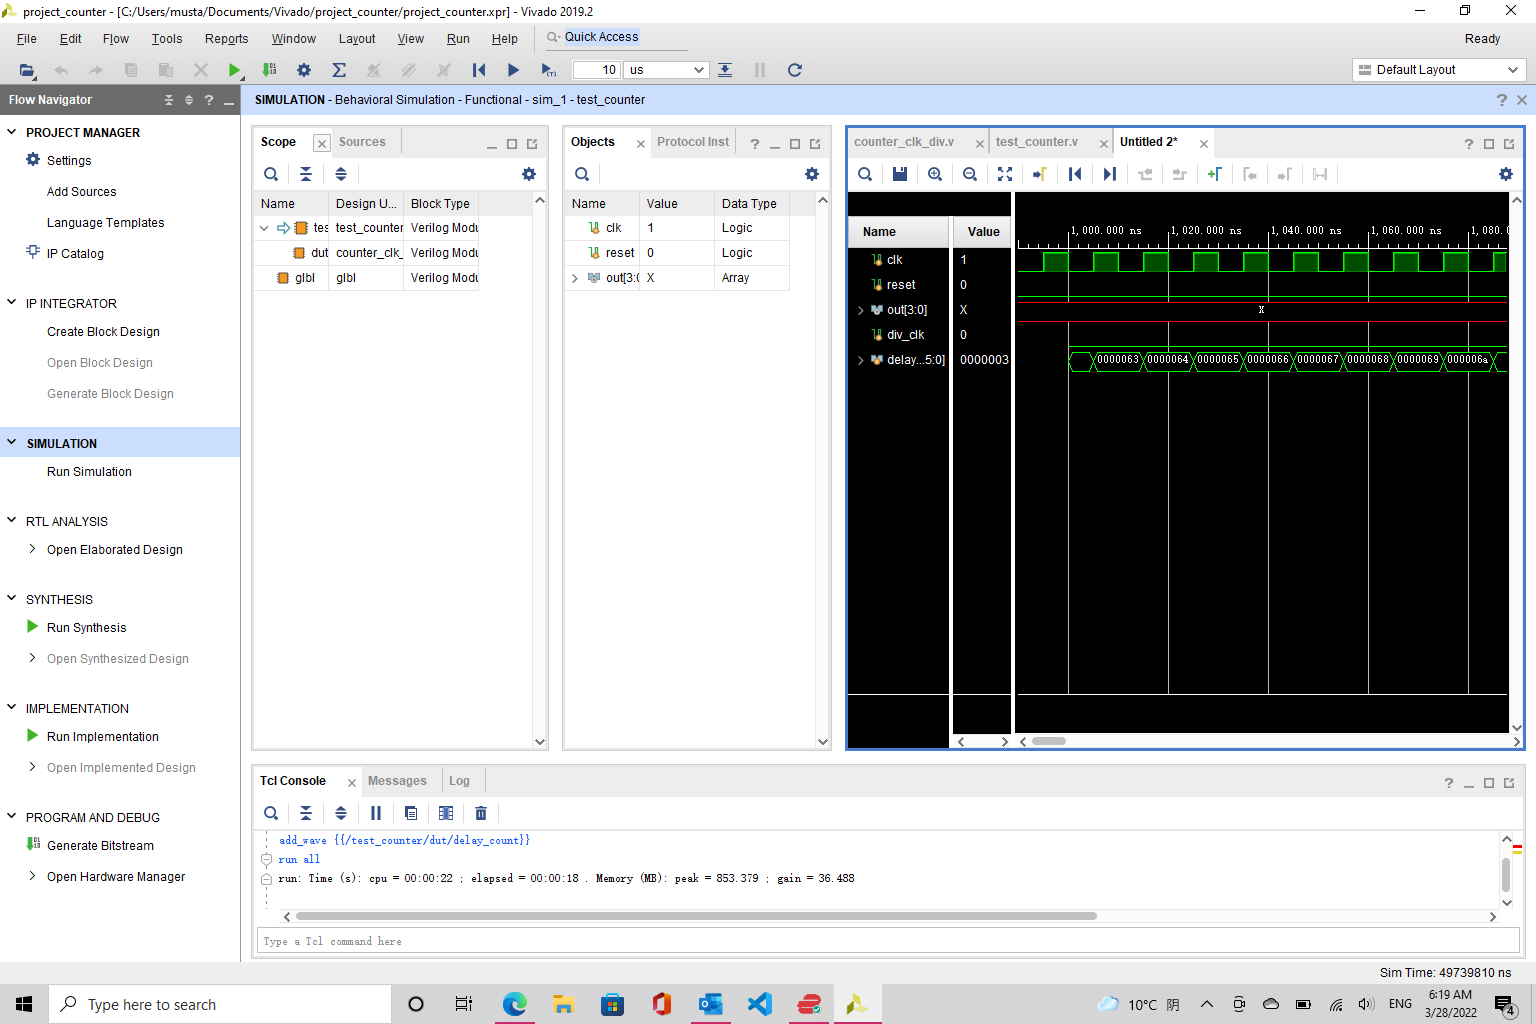 project_counter - [C:/Users/musta/Documents/Vivado/project_counter/project_counter.xpr] - Vivado 2019.2
File Edit Flow Tools Reports Window Layout View Run Help Quick Access Ready
10 us Default Layout
Flow Navigator
SIMULATION - Behavioral Simulation - Functional - sim_1 - test_counter
PROJECT MANAGER
Settings
Add Sources
Language Templates
IP Catalog
IP INTEGRATOR
Create Block Design
Open Block Design
Generate Block Design
SIMULATION
Run Simulation
RTL ANALYSIS
Open Elaborated Design
SYNTHESIS
Run Synthesis
Open Synthesized Design
IMPLEMENTATION
Run Implementation
Open Implemented Design
PROGRAM AND DEBUG
Generate Bitstream
Open Hardware Manager
Scope Sources
Name Design U... Block Type
tes test_counter Verilog Modu
dut counter_clk_ Verilog Modu
glbl glbl Verilog Modu
Objects Protocol Inst
Name Value Data Type
clk 1 Logic
reset 0 Logic
out[3:0 X Array
counter_clk_div.v test_counter.v Untitled 2*
Name Value
1,000.000 ns 1,020.000 ns 1,040.000 ns 1,060.000 ns 1,080.0
clk 1
reset 0
out[3:0] X X
div_clk 0
delay...5:0] 0000003 0000063 0000064 0000065 0000066 0000067 0000068 0000069 000006a
Tcl Console Messages Log
add_wave {{/test_counter/dut/delay_count}}
run all
run: Time (s): cpu = 00:00:22 ; elapsed = 00:00:18 . Memory (MB): peak = 853.379 ; gain = 36.488
Type a Tcl command here
Sim Time: 49739810 ns
Type here to search
10°C 阴 ENG 6:19 AM
3/28/2022 4